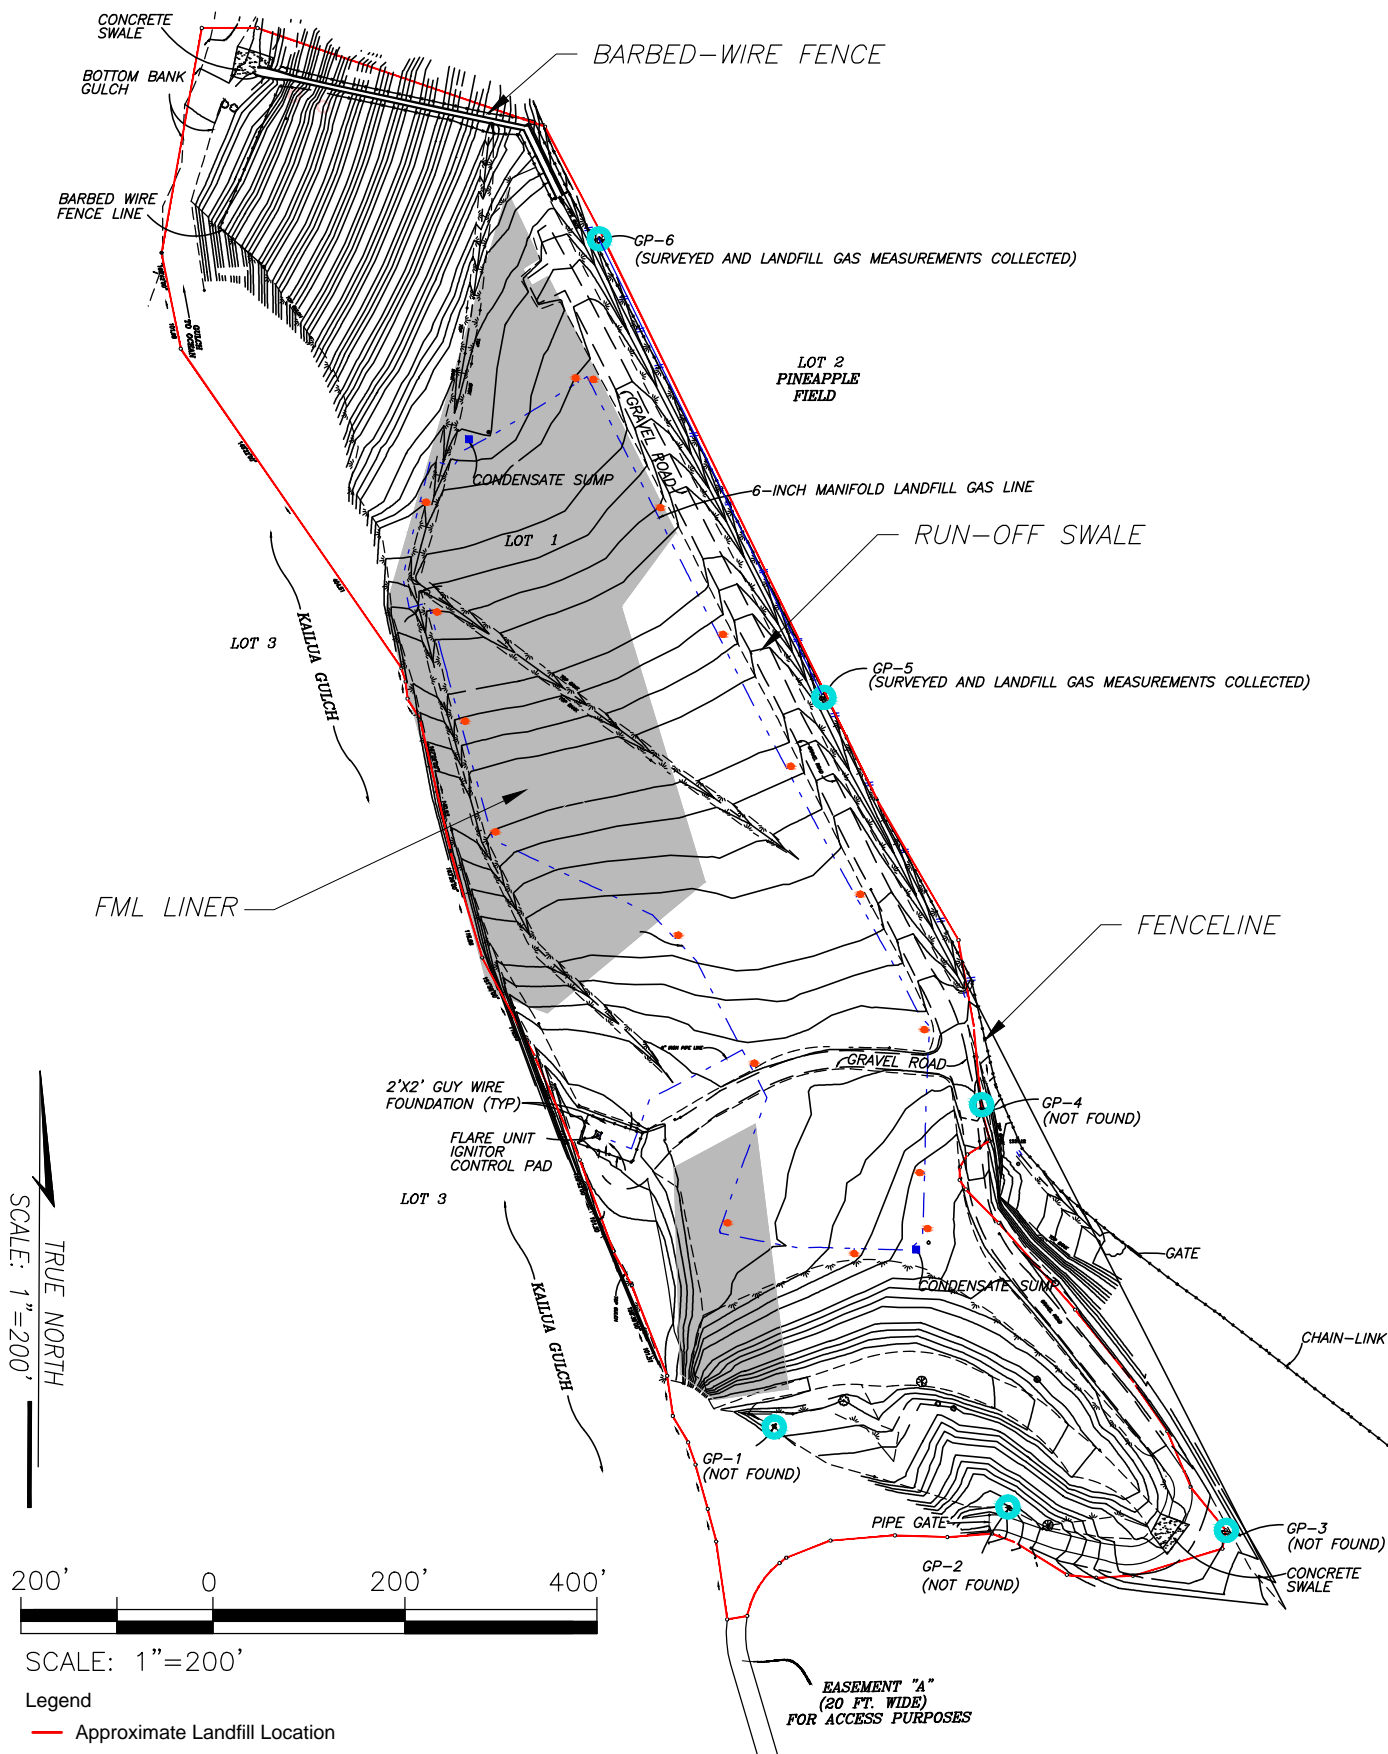 CONCRETE
SWALE
BARBED-WIRE FENCE
BOTTOM BANK
GULCH
BARBED WIRE
FENCE LINE
GP-6
(SURVEYED AND LANDFILL GAS MEASUREMENTS COLLECTED)
GULCH
TO OCEAN
LOT 2
PINEAPPLE
FIELD
GRAVEL ROAD
CONDENSATE SUMP
6-INCH MANIFOLD LANDFILL GAS LINE
LOT 1
RUN-OFF SWALE
KAILUA GULCH
LOT 3
GP-5
(SURVEYED AND LANDFILL GAS MEASUREMENTS COLLECTED)
FML LINER
FENCELINE
GRAVEL ROAD
2'X2' GUY WIRE
FOUNDATION (TYP)
GP-4
(NOT FOUND)
FLARE UNIT
IGNITOR
CONTROL PAD
LOT 3
KAILUA GULCH
GATE
CONDENSATE SUMP
TRUE NORTH
SCALE: 1"=200'
CHAIN-LINK
GP-1
(NOT FOUND)
PIPE GATE
GP-2
(NOT FOUND)
GP-3
(NOT FOUND)
CONCRETE
SWALE
200' 0 200' 400'
SCALE: 1"=200'
Legend
Approximate Landfill Location
EASEMENT "A"
(20 FT. WIDE)
FOR ACCESS PURPOSES